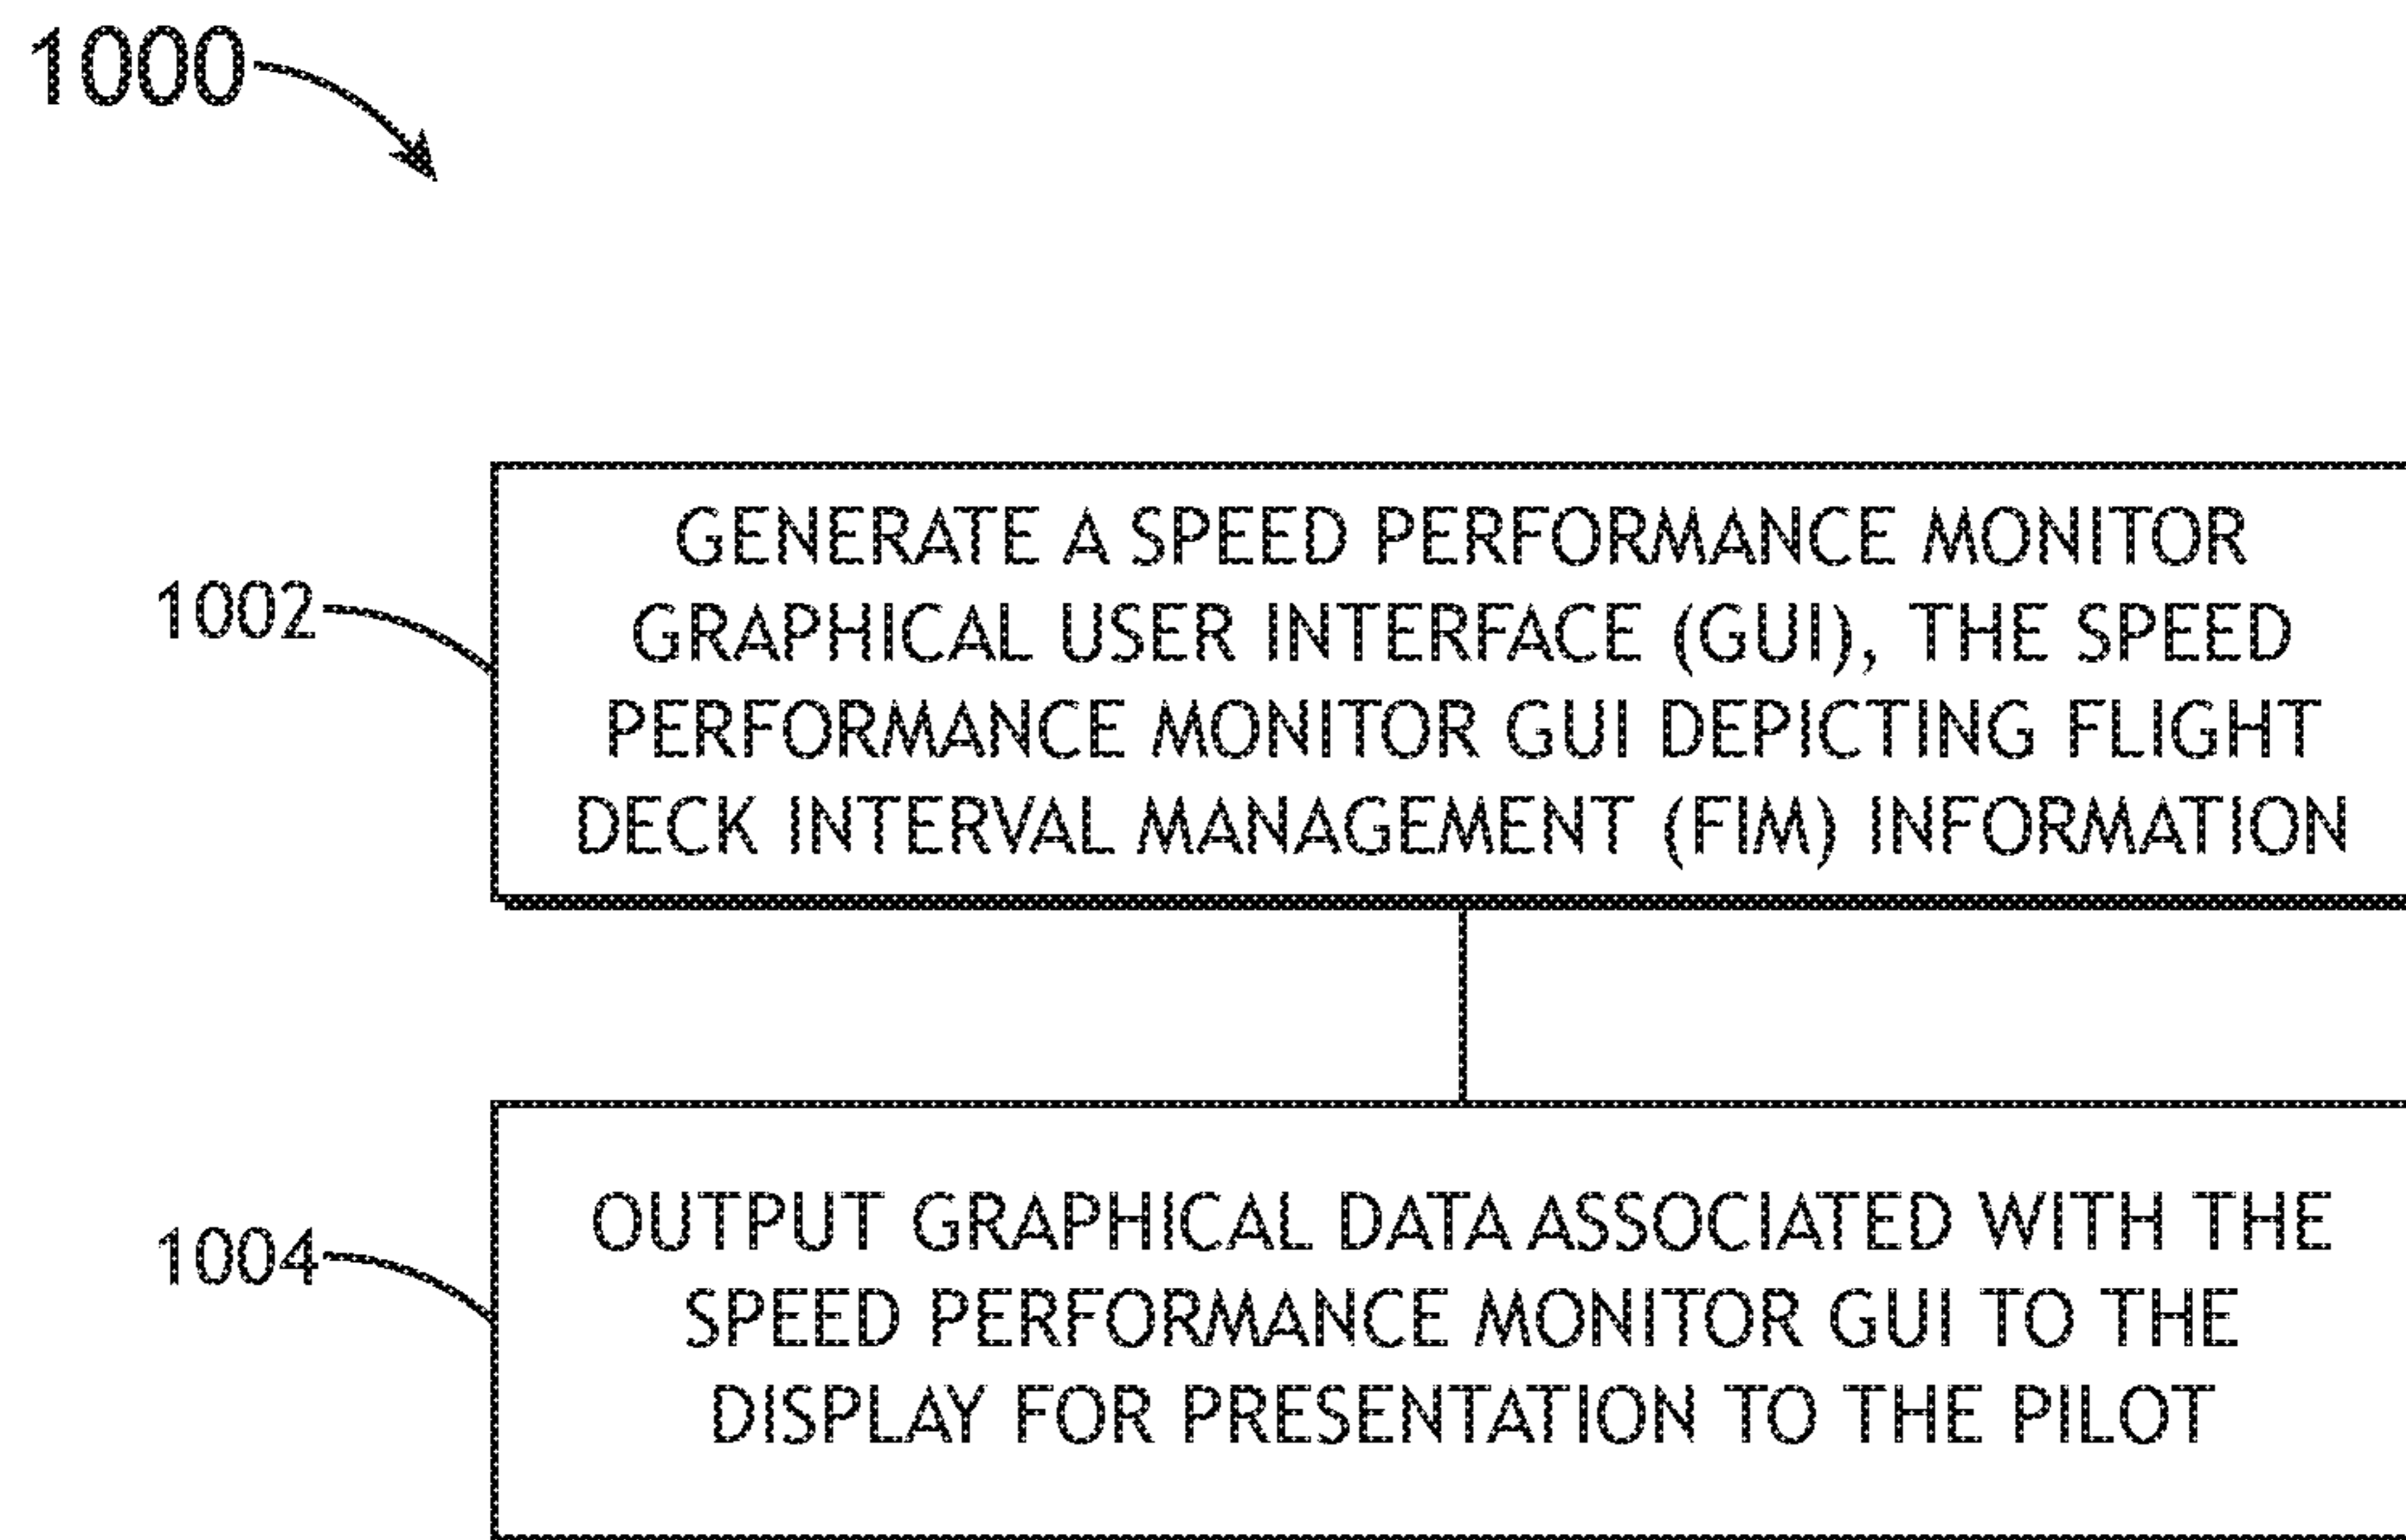 1000
1002
GENERATE A SPEED PERFORMANCE MONITOR
GRAPHICAL USER INTERFACE (GUI), THE SPEED
PERFORMANCE MONITOR GUI DEPICTING FLIGHT
DECK INTERVAL MANAGEMENT (FIM) INFORMATION
1004
OUTPUT GRAPHICAL DATA ASSOCIATED WITH THE
SPEED PERFORMANCE MONITOR GUI TO THE
DISPLAY FOR PRESENTATION TO THE PILOT